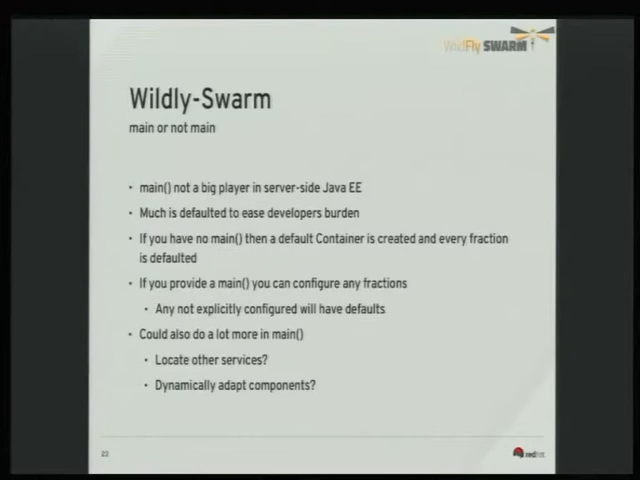 WildFly SWARM
Wildly-Swarm
main or not main
• main() not a big player in server-side Java EE
• Much is defaulted to ease developers burden
• If you have no main() then a default Container is created and every fraction
is defaulted
• If you provide a main() you can configure any fractions
• Any not explicitly configured will have defaults
• Could also do a lot more in main()
• Locate other services?
• Dynamically adapt components?
22
redhat